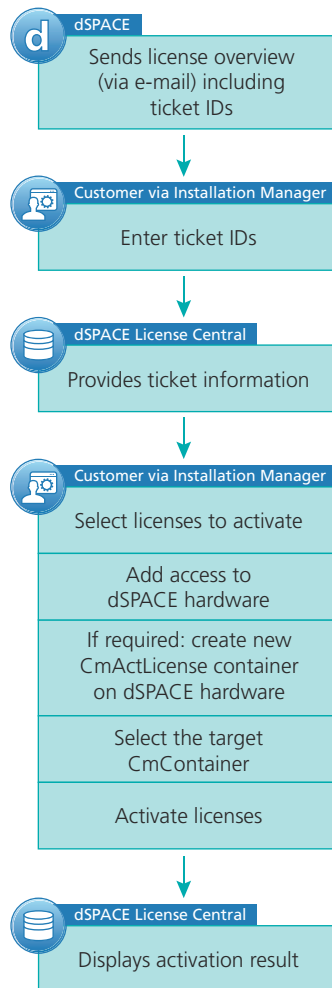 d
dSPACE
Sends license overview
(via e-mail) including
ticket IDs
Customer via Installation Manager
Enter ticket IDs
dSPACE License Central
Provides ticket information
Customer via Installation Manager
Select licenses to activate
Add access to
dSPACE hardware
If required: create new
CmActLicense container
on dSPACE hardware
Select the target
CmContainer
Activate licenses
dSPACE License Central
Displays activation result